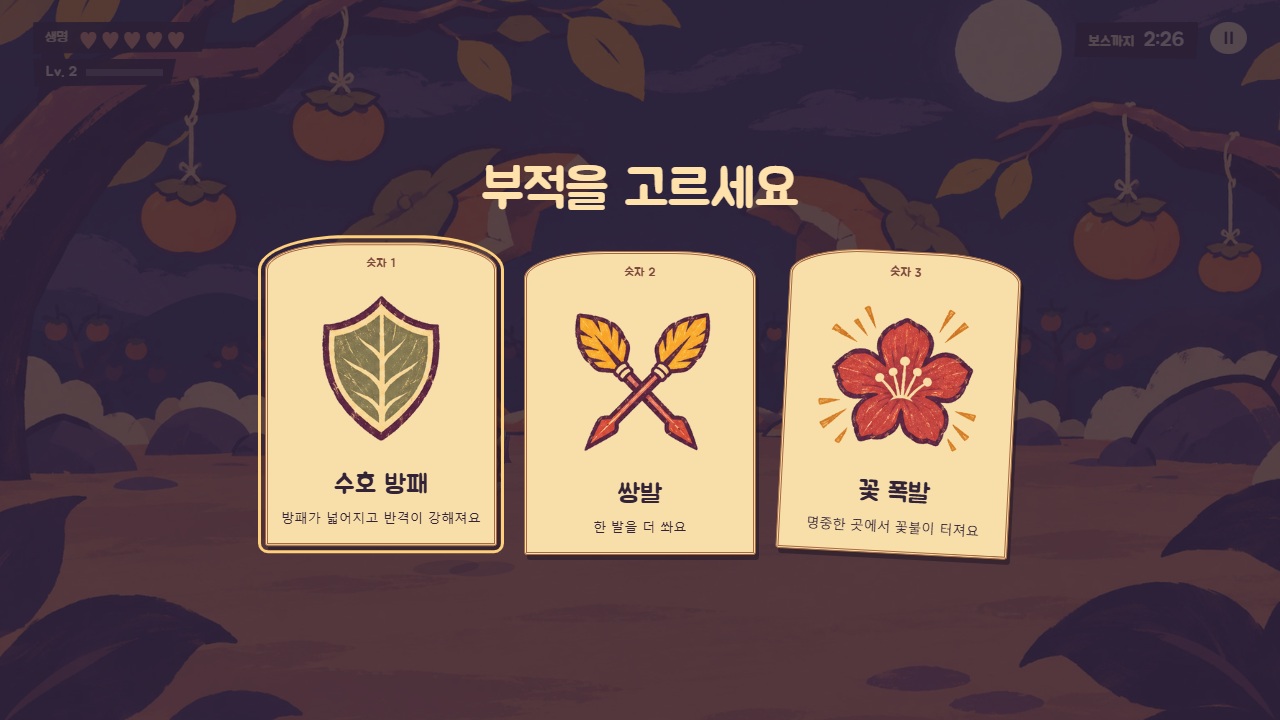 생명
보스까지 2:26
Lv. 2
부적을 고르세요
숫자 1
수호 방패
방패가 넓어지고 반격이 강해져요
숫자 2
쌍발
한 발을 더 쏴요
숫자 3
꽃 폭발
명중한 곳에서 꽃불이 터져요